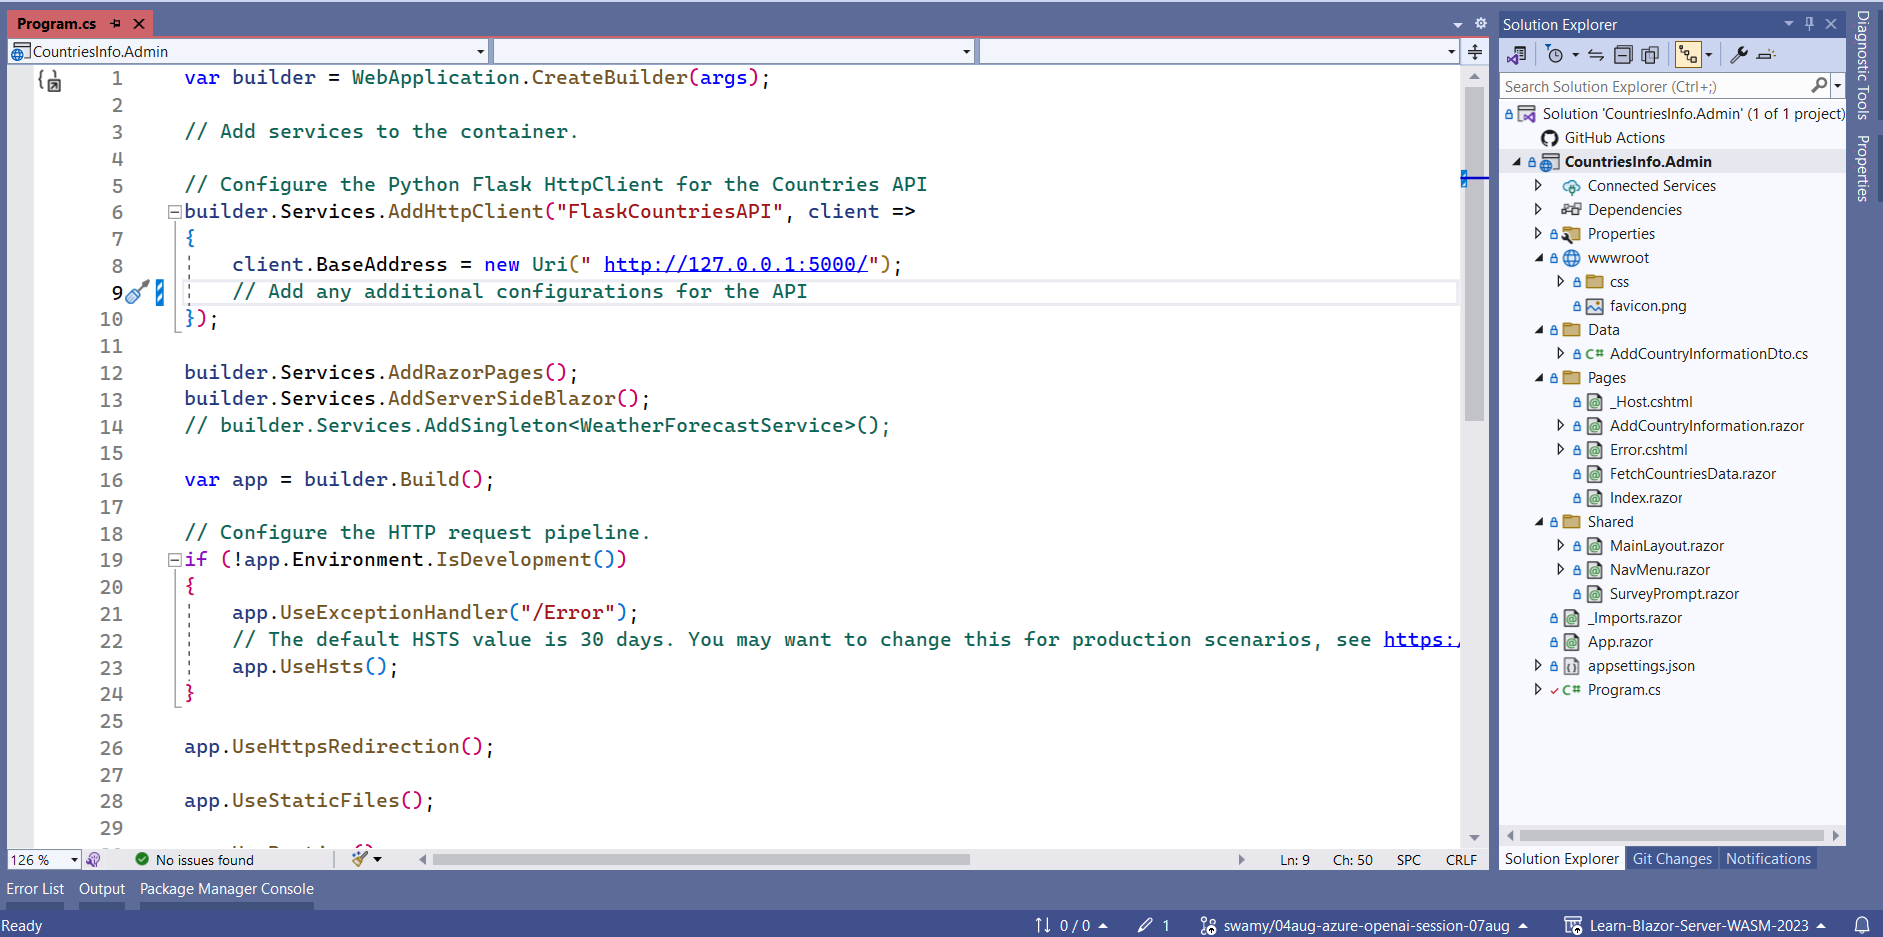 Program.cs
CountriesInfo.Admin
1 var builder = WebApplication.CreateBuilder(args);
2
3 // Add services to the container.
4
5 // Configure the Python Flask HttpClient for the Countries API
6 builder.Services.AddHttpClient("FlaskCountriesAPI", client =>
7 {
8 client.BaseAddress = new Uri(" http://127.0.0.1:5000/");
9 // Add any additional configurations for the API
10 });
11
12 builder.Services.AddRazorPages();
13 builder.Services.AddServerSideBlazor();
14 // builder.Services.AddSingleton<WeatherForecastService>();
15
16 var app = builder.Build();
17
18 // Configure the HTTP request pipeline.
19 if (!app.Environment.IsDevelopment())
20 {
21 app.UseExceptionHandler("/Error");
22 // The default HSTS value is 30 days. You may want to change this for production scenarios, see https:/
23 app.UseHsts();
24 }
25
26 app.UseHttpsRedirection();
27
28 app.UseStaticFiles();
29
126 %
No issues found
Ln: 9 Ch: 50 SPC CRLF
Solution Explorer
Search Solution Explorer (Ctrl+;)
Solution 'CountriesInfo.Admin' (1 of 1 project)
GitHub Actions
CountriesInfo.Admin
Connected Services
Dependencies
Properties
wwwroot
css
favicon.png
Data
C# AddCountryInformationDto.cs
Pages
_Host.cshtml
AddCountryInformation.razor
Error.cshtml
FetchCountriesData.razor
Index.razor
Shared
MainLayout.razor
NavMenu.razor
SurveyPrompt.razor
_Imports.razor
App.razor
appsettings.json
C# Program.cs
Solution Explorer Git Changes Notifications
Diagnostic Tools
Properties
Error List Output Package Manager Console
Ready
0 / 0 1 swamy/04aug-azure-openai-session-07aug Learn-Blazor-Server-WASM-2023